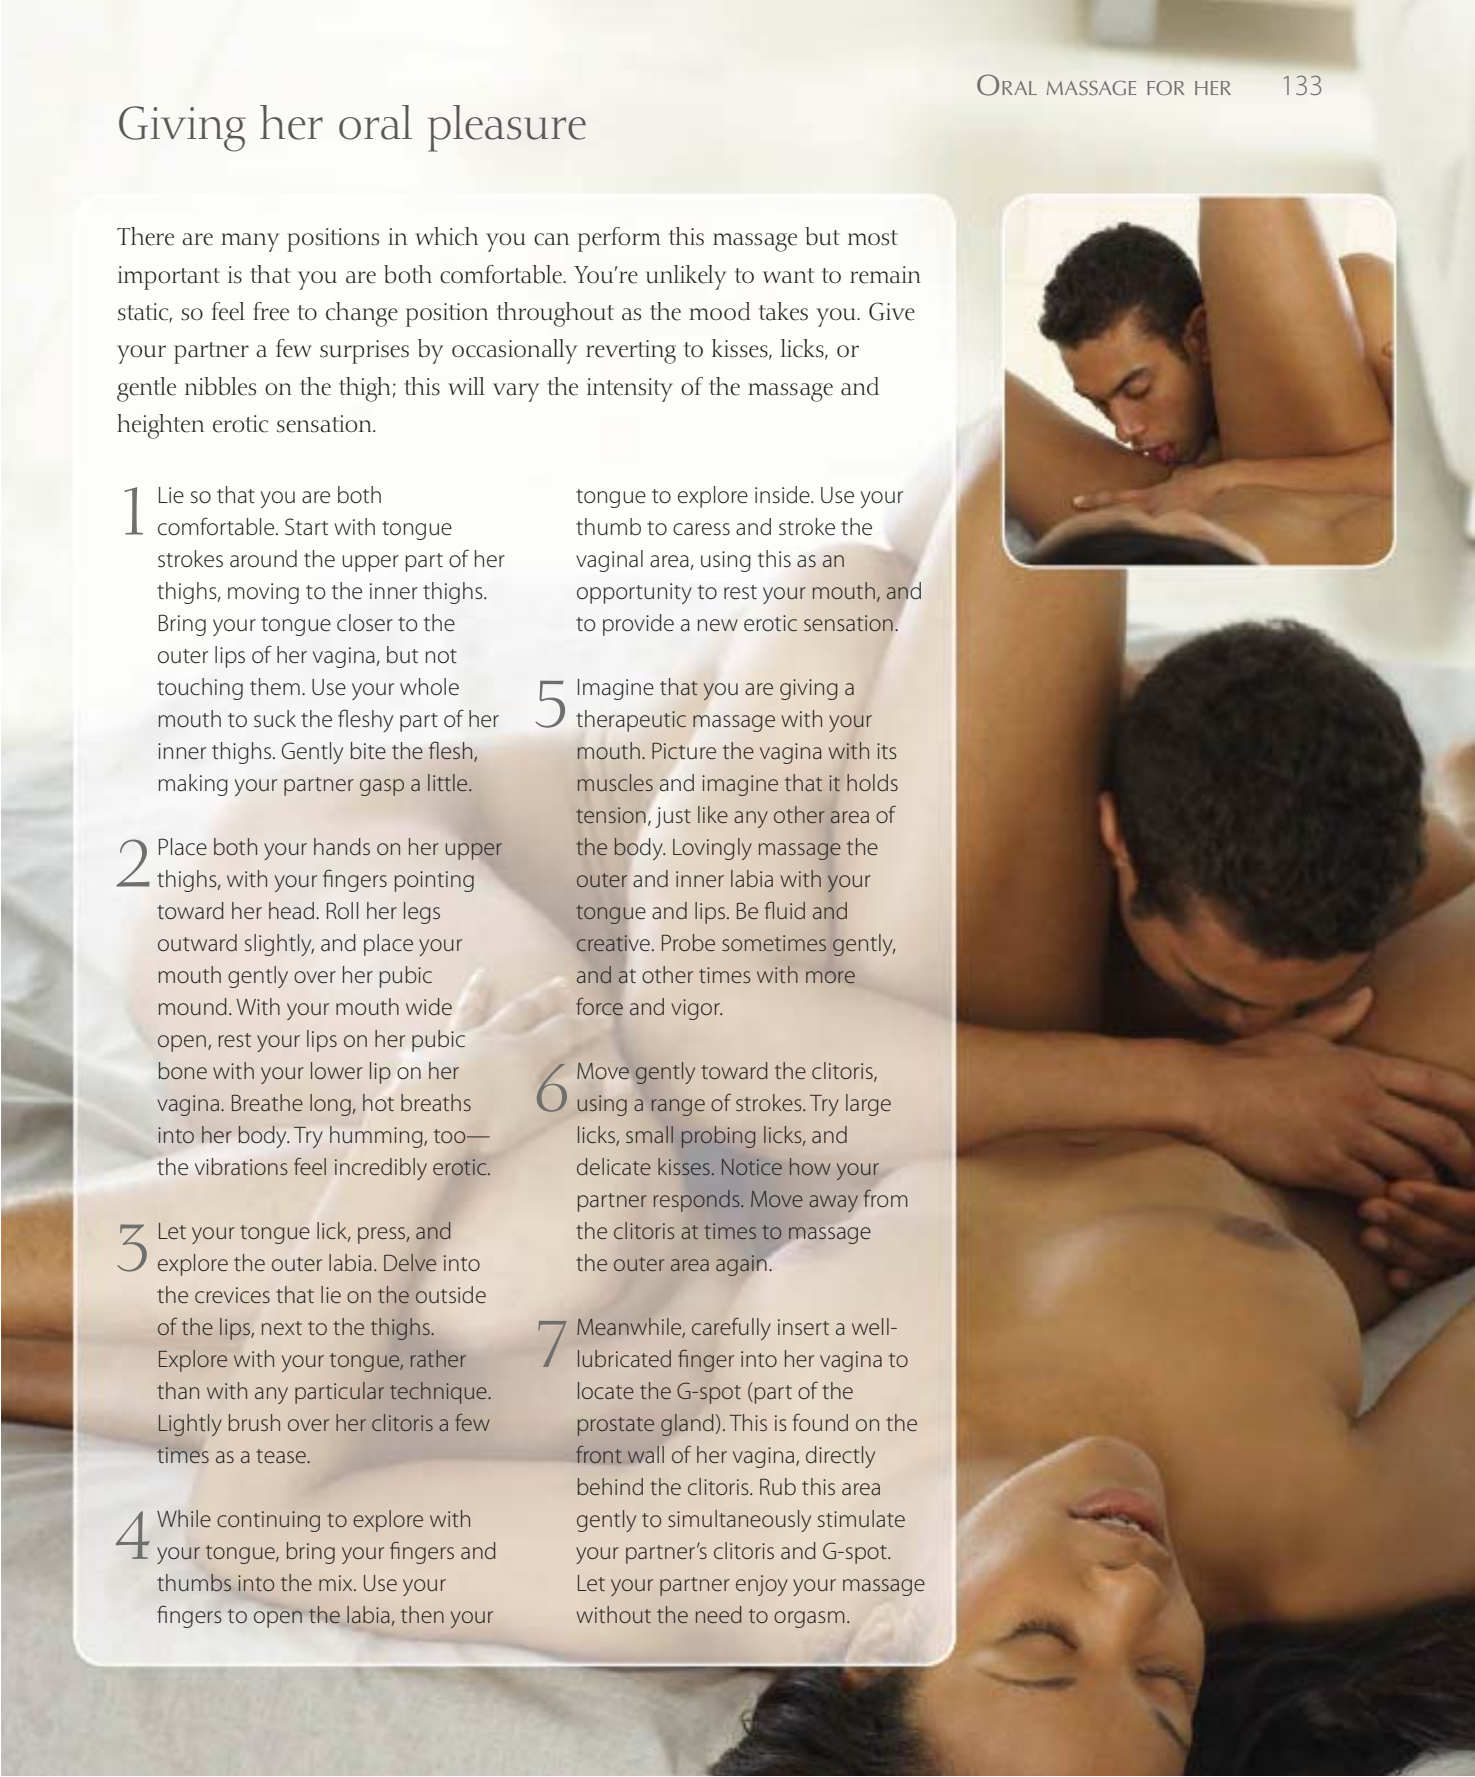 ORAL MASSAGE FOR HER 133
Giving her oral pleasure
There are many positions in which you can perform this massage but most
important is that you are both comfortable. You’re unlikely to want to remain
static, so feel free to change position throughout as the mood takes you. Give
your partner a few surprises by occasionally reverting to kisses, licks, or
gentle nibbles on the thigh; this will vary the intensity of the massage and
heighten erotic sensation.
1 Lie so that you are both
comfortable. Start with tongue
strokes around the upper part of her
thighs, moving to the inner thighs.
Bring your tongue closer to the
outer lips of her vagina, but not
touching them. Use your whole
mouth to suck the fleshy part of her
inner thighs. Gently bite the flesh,
making your partner gasp a little.
2 Place both your hands on her upper
thighs, with your fingers pointing
toward her head. Roll her legs
outward slightly, and place your
mouth gently over her pubic
mound. With your mouth wide
open, rest your lips on her pubic
bone with your lower lip on her
vagina. Breathe long, hot breaths
into her body. Try humming, too—
the vibrations feel incredibly erotic.
3 Let your tongue lick, press, and
explore the outer labia. Delve into
the crevices that lie on the outside
of the lips, next to the thighs.
Explore with your tongue, rather
than with any particular technique.
Lightly brush over her clitoris a few
times as a tease.
4 While continuing to explore with
your tongue, bring your fingers and
thumbs into the mix. Use your
fingers to open the labia, then your
tongue to explore inside. Use your
thumb to caress and stroke the
vaginal area, using this as an
opportunity to rest your mouth, and
to provide a new erotic sensation.
5 Imagine that you are giving a
therapeutic massage with your
mouth. Picture the vagina with its
muscles and imagine that it holds
tension, just like any other area of
the body. Lovingly massage the
outer and inner labia with your
tongue and lips. Be fluid and
creative. Probe sometimes gently,
and at other times with more
force and vigor.
6 Move gently toward the clitoris,
using a range of strokes. Try large
licks, small probing licks, and
delicate kisses. Notice how your
partner responds. Move away from
the clitoris at times to massage
the outer area again.
7 Meanwhile, carefully insert a well-
lubricated finger into her vagina to
locate the G-spot (part of the
prostate gland). This is found on the
front wall of her vagina, directly
behind the clitoris. Rub this area
gently to simultaneously stimulate
your partner’s clitoris and G-spot.
Let your partner enjoy your massage
without the need to orgasm.